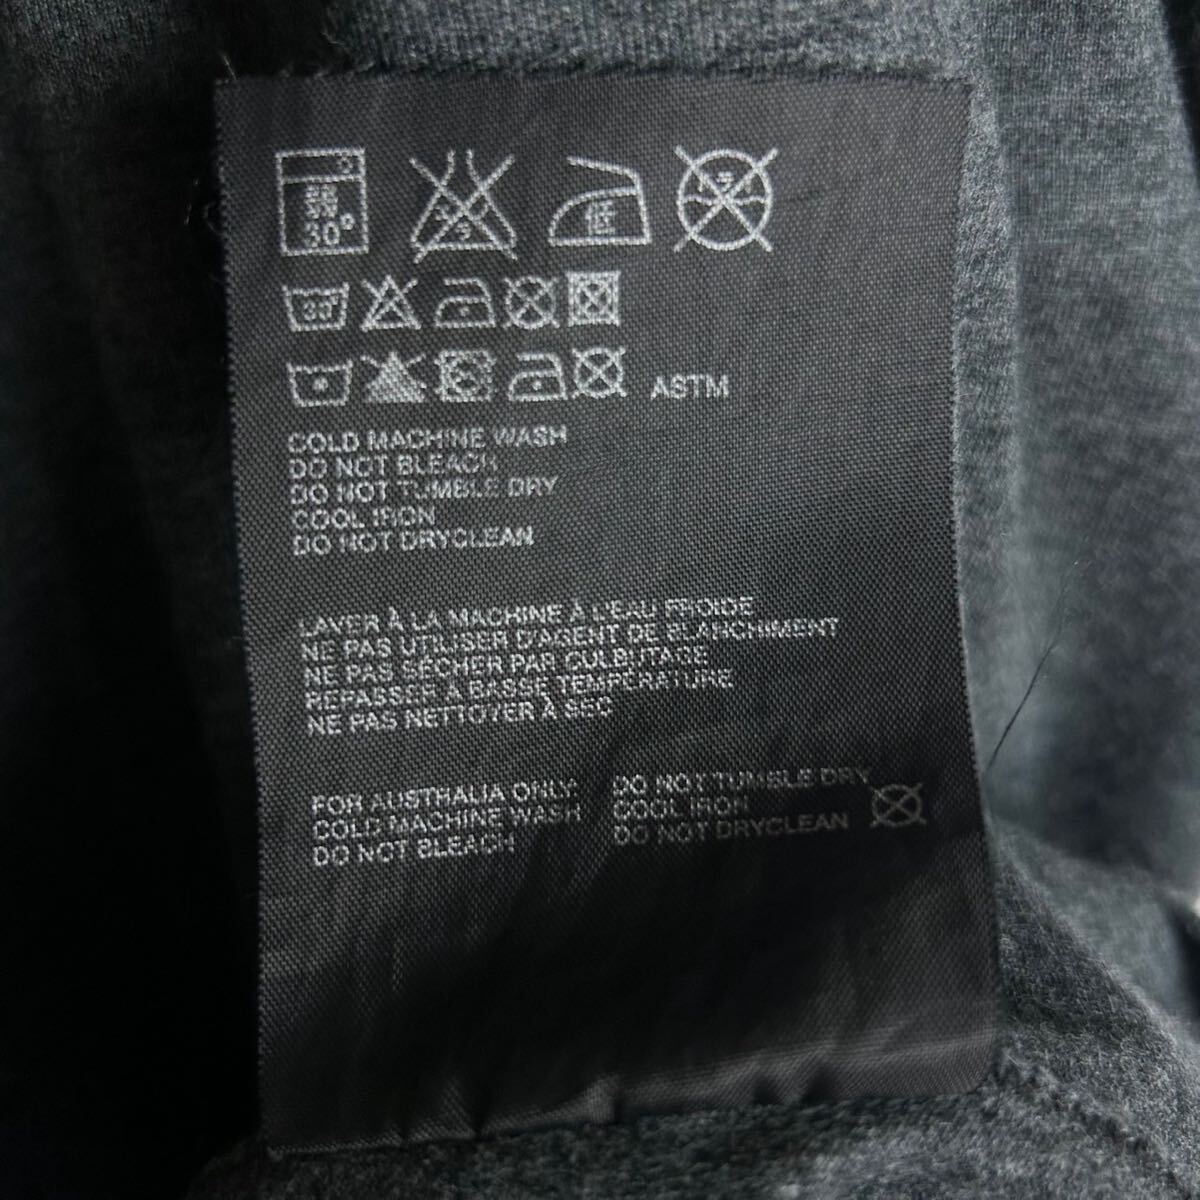 弱
30°
低
30
ASTM
COLD MACHINE WASH
DO NOT BLEACH
DO NOT TUMBLE DRY
COOL IRON
DO NOT DRYCLEAN
LAVER À LA MACHINE À L'EAU FROIDE
NE PAS UTILISER D'AGENT DE BLANCHIMENT
NE PAS SÉCHER PAR CULBUTAGE
REPASSER À BASSE TEMPÉRATURE
NE PAS NETTOYER À SEC
FOR AUSTRALIA ONLY:
COLD MACHINE WASH
DO NOT BLEACH
DO NOT TUMBLE DRY
COOL IRON
DO NOT DRYCLEAN